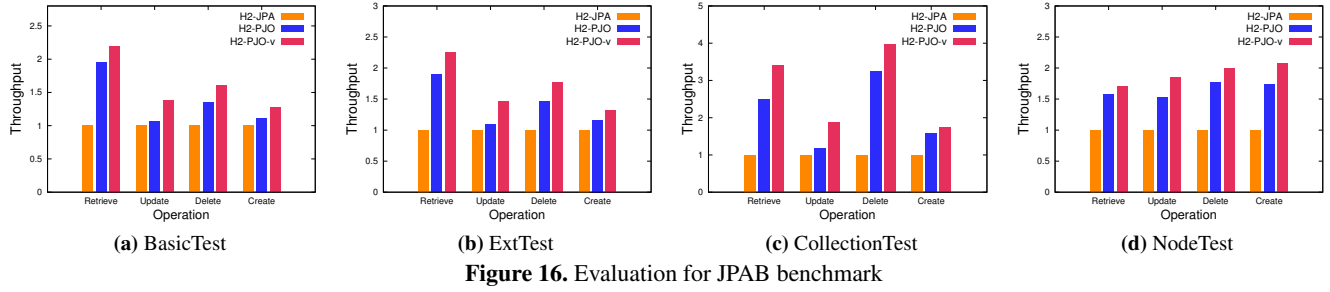 H2-JPA
H2-PJO
H2-PJO-v
Throughput
2.5
2
1.5
1
0.5
0
Retrieve Update Delete Create
Operation
(a) BasicTest
H2-JPA
H2-PJO
H2-PJO-v
Throughput
3
2.5
2
1.5
1
0.5
0
Retrieve Update Delete Create
Operation
(b) ExtTest
H2-JPA
H2-PJO
H2-PJO-v
Throughput
5
4
3
2
1
0
Retrieve Update Delete Create
Operation
(c) CollectionTest
H2-JPA
H2-PJO
H2-PJO-v
Throughput
3
2.5
2
1.5
1
0.5
0
Retrieve Update Delete Create
Operation
(d) NodeTest
Figure 16. Evaluation for JPAB benchmark